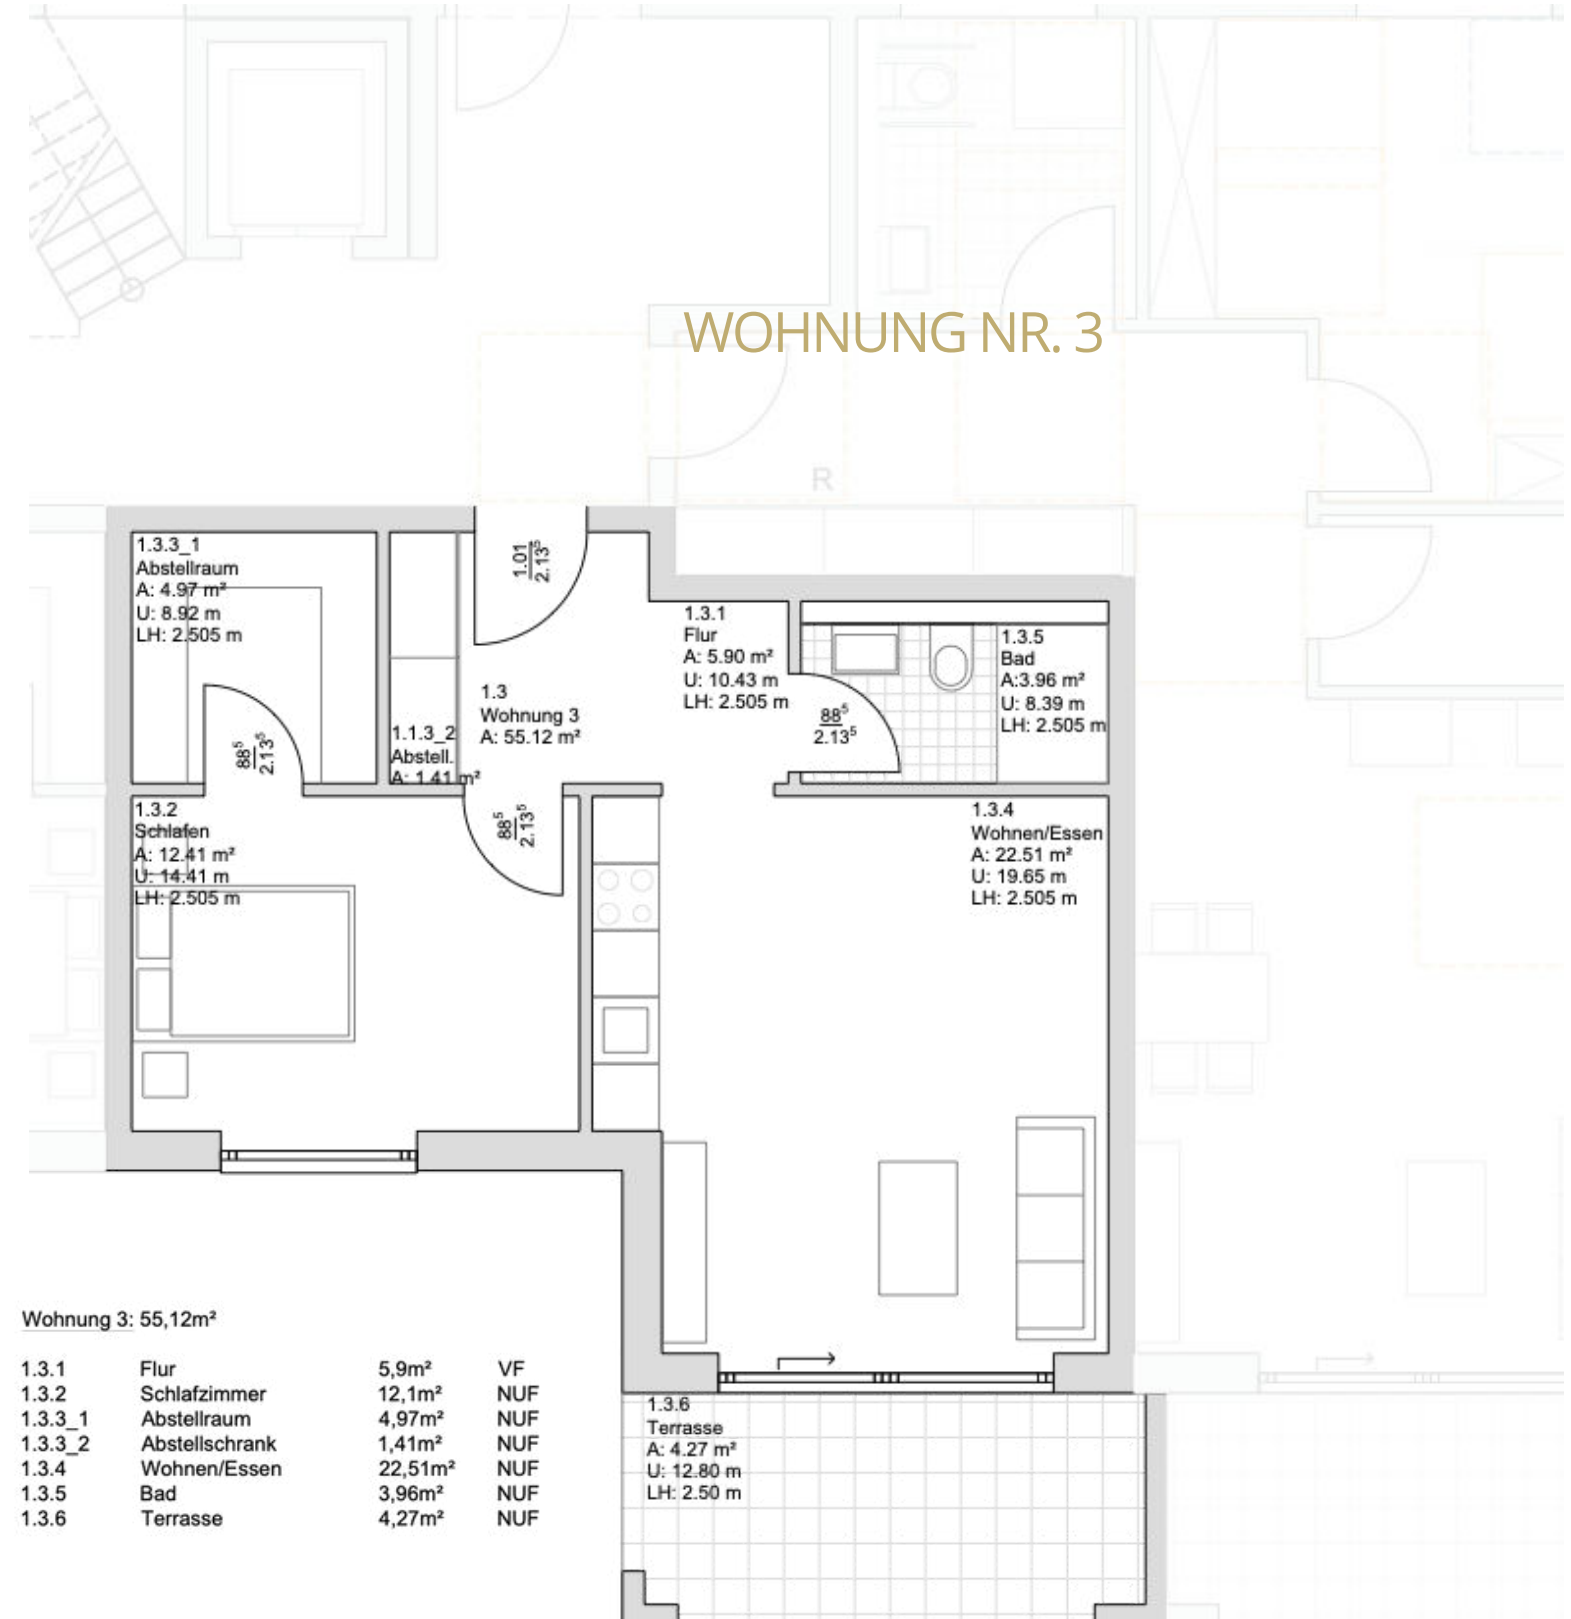 WOHNUNG NR. 3
R
1.3.3_1
Abstellraum
A: 4.97 m²
U: 8.92 m
LH: 2.505 m
1.01
2.13⁵
1.3.1
Flur
A: 5.90 m²
U: 10.43 m
LH: 2.505 m
1.3.5
Bad
A:3.96 m²
U: 8.39 m
LH: 2.505 m
1.3
Wohnung 3
A: 55.12 m²
88⁵
2.13⁵
1.1.3_2
Abstell.
A: 1.41 m²
88⁵
2.13⁵
88⁵
2.13⁵
1.3.2
Schlafen
A: 12.41 m²
U: 14.41 m
LH: 2.505 m
1.3.4
Wohnen/Essen
A: 22.51 m²
U: 19.65 m
LH: 2.505 m
Wohnung 3: 55,12m²
1.3.1 Flur 5,9m² VF
1.3.2 Schlafzimmer 12,1m² NUF
1.3.3_1 Abstellraum 4,97m² NUF
1.3.3_2 Abstellschrank 1,41m² NUF
1.3.4 Wohnen/Essen 22,51m² NUF
1.3.5 Bad 3,96m² NUF
1.3.6 Terrasse 4,27m² NUF
1.3.6
Terrasse
A: 4.27 m²
U: 12.80 m
LH: 2.50 m